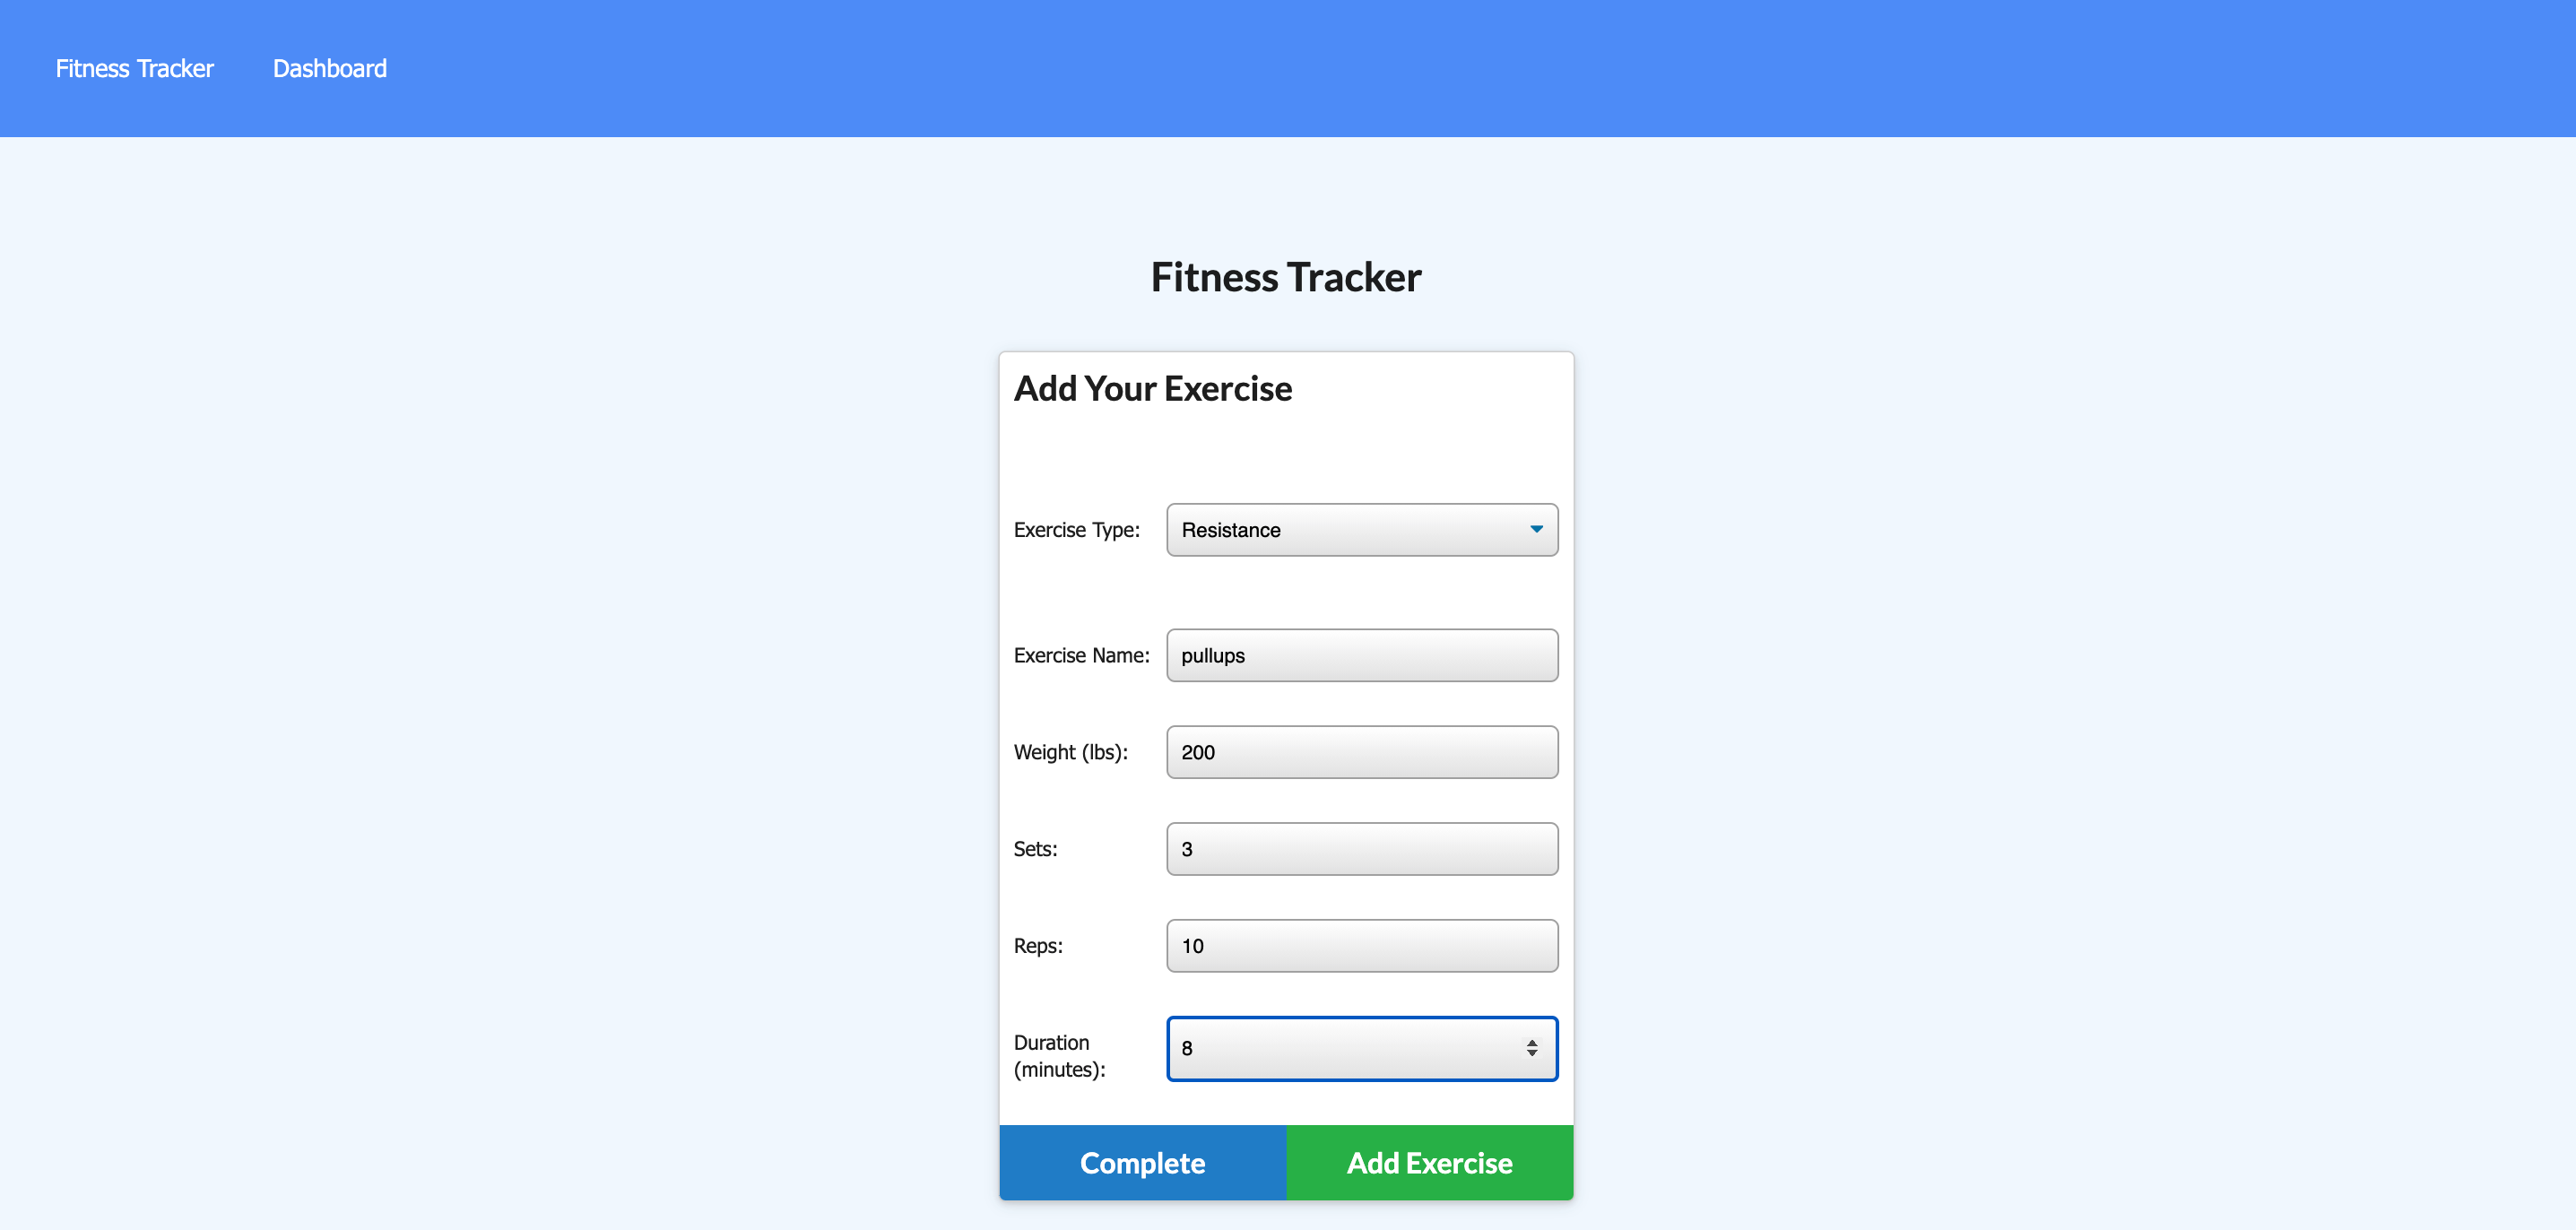 Fitness Tracker Dashboard
Fitness Tracker
Add Your Exercise
Exercise Type: Resistance
Exercise Name: pullups
Weight (lbs): 200
Sets: 3
Reps: 10
Duration
(minutes): 8
Complete Add Exercise